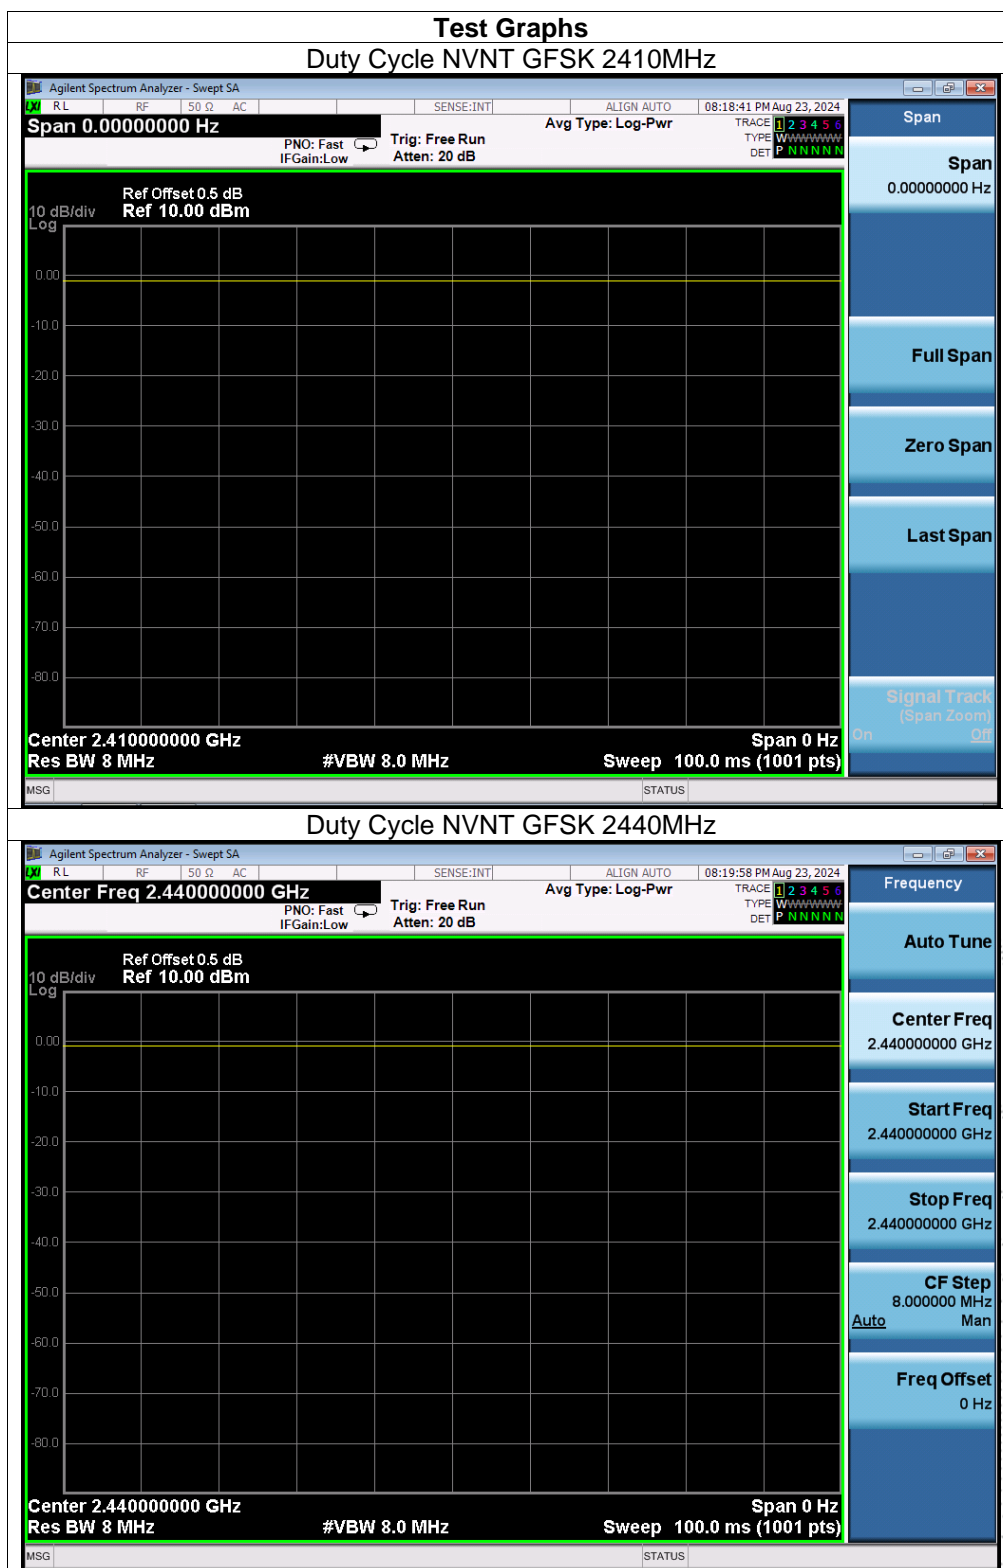 Test Graphs
Duty Cycle NVNT GFSK 2410MHz
Agilent Spectrum Analyzer - Swept SA
LXI RL RF 50 Ω AC SENSE:INT ALIGN AUTO 08:18:41 PM Aug 23, 2024
Span 0.00000000 Hz
PNO: Fast
IFGain:Low
Trig: Free Run
Atten: 20 dB
Avg Type: Log-Pwr
TRACE 1 2 3 4 5 6
TYPE WWWWWW
DET P N N N N N
Ref Offset 0.5 dB
10 dB/div Ref 10.00 dBm
Log
0.00
-10.0
-20.0
-30.0
-40.0
-50.0
-60.0
-70.0
-80.0
Center 2.410000000 GHz Span 0 Hz
Res BW 8 MHz #VBW 8.0 MHz Sweep 100.0 ms (1001 pts)
MSG STATUS
Span
Span
0.00000000 Hz
Full Span
Zero Span
Last Span
Signal Track
(Span Zoom)
On Off
Duty Cycle NVNT GFSK 2440MHz
Agilent Spectrum Analyzer - Swept SA
LXI RL RF 50 Ω AC SENSE:INT ALIGN AUTO 08:19:58 PM Aug 23, 2024
Center Freq 2.440000000 GHz
PNO: Fast
IFGain:Low
Trig: Free Run
Atten: 20 dB
Avg Type: Log-Pwr
TRACE 1 2 3 4 5 6
TYPE WWWWWW
DET P N N N N N
Ref Offset 0.5 dB
10 dB/div Ref 10.00 dBm
Log
0.00
-10.0
-20.0
-30.0
-40.0
-50.0
-60.0
-70.0
-80.0
Center 2.440000000 GHz Span 0 Hz
Res BW 8 MHz #VBW 8.0 MHz Sweep 100.0 ms (1001 pts)
MSG STATUS
Frequency
Auto Tune
Center Freq
2.440000000 GHz
Start Freq
2.440000000 GHz
Stop Freq
2.440000000 GHz
CF Step
8.000000 MHz
Auto Man
Freq Offset
0 Hz